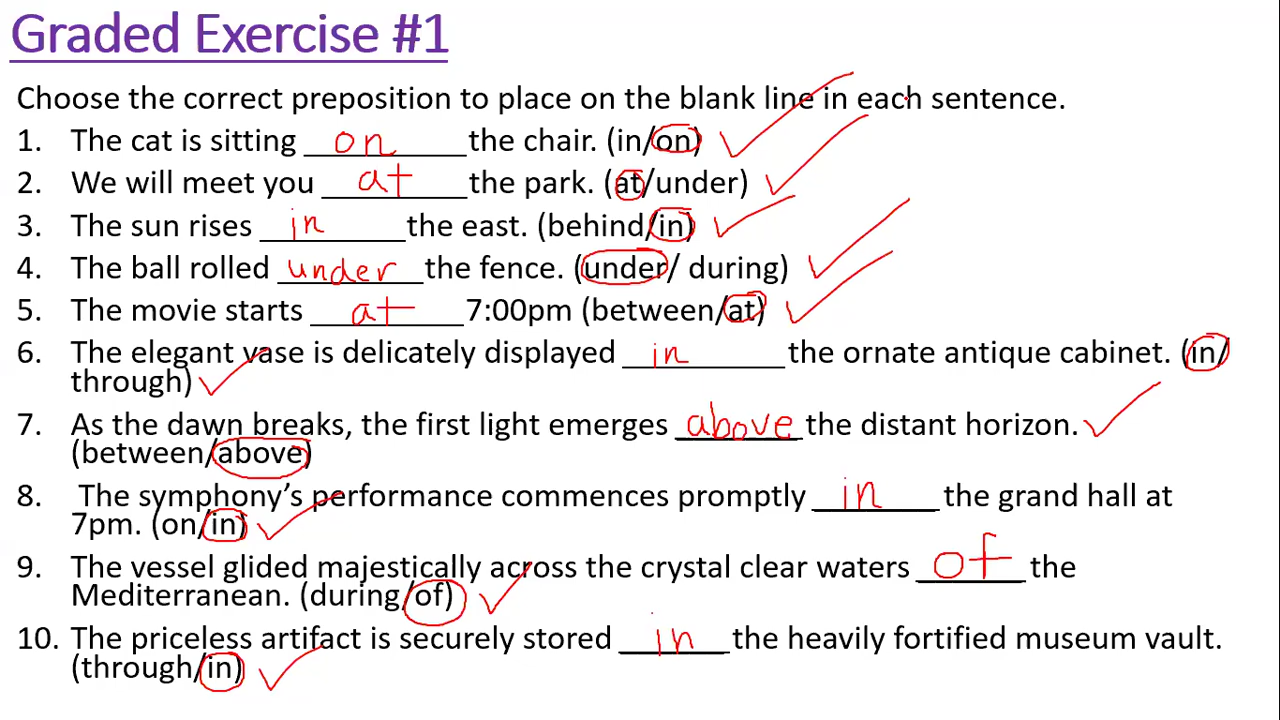 Graded Exercise #1
Choose the correct preposition to place on the blank line in each sentence.
1. The cat is sitting on the chair. (in/on)
2. We will meet you at the park. (at/under)
3. The sun rises in the east. (behind/in)
4. The ball rolled under the fence. (under/ during)
5. The movie starts at 7:00pm (between/at)
6. The elegant vase is delicately displayed in the ornate antique cabinet. (in/
through)
7. As the dawn breaks, the first light emerges above the distant horizon.
(between/above)
8. The symphony’s performance commences promptly in the grand hall at
7pm. (on/in)
9. The vessel glided majestically across the crystal clear waters of the
Mediterranean. (during/of)
10. The priceless artifact is securely stored in the heavily fortified museum vault.
(through/in)